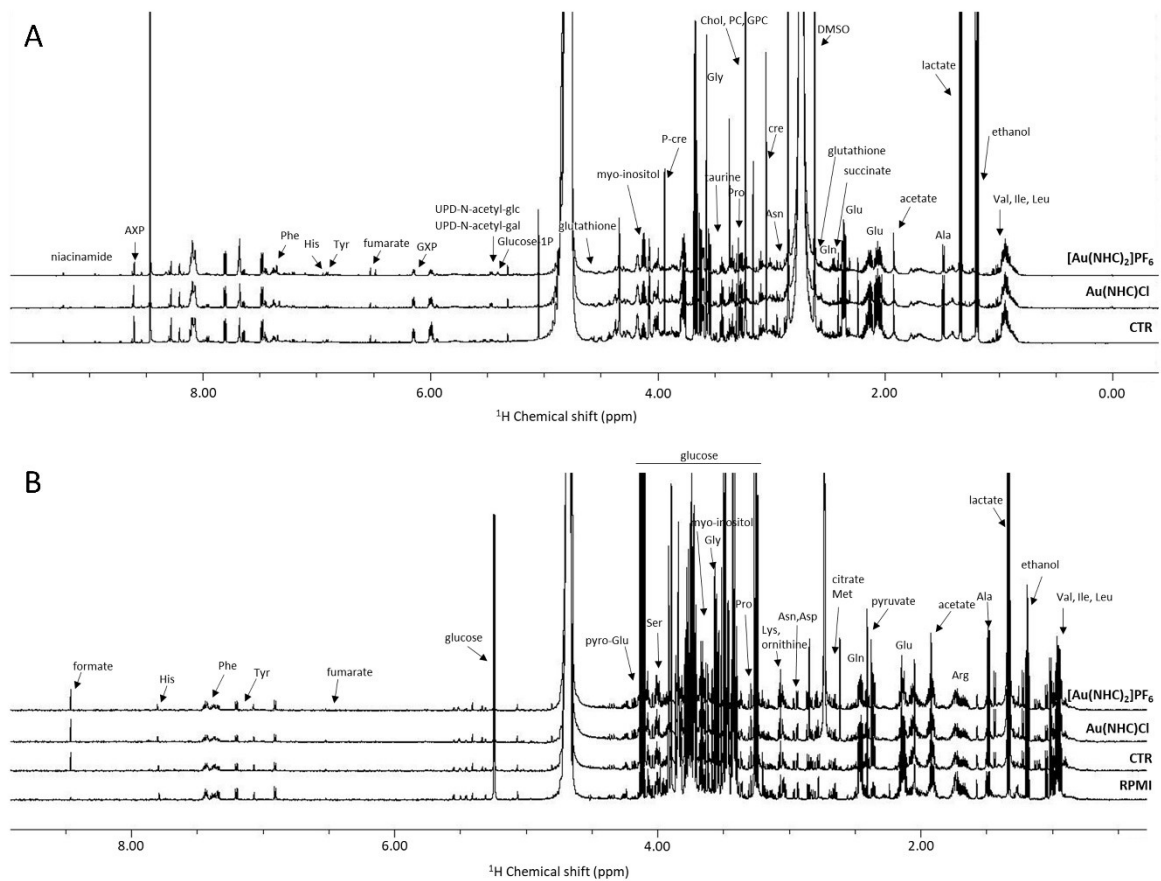 A
Chol, PC, GPC
DMSO
lactate
Gly
ethanol
P-cre
cre
glutathione
succinate
myo-inositol
taurine
Pro
Glu
acetate
Val, Ile, Leu
UPD-N-acetyl-glc
UPD-N-acetyl-gal
Glucose-1P
glutathione
Asn
Gln
Glu
Ala
AXP
niacinamide
Phe
His
Tyr
fumarate
GXP
[Au(NHC)2]PF6
Au(NHC)Cl
CTR
8.00 6.00 4.00 2.00 0.00
1H Chemical shift (ppm)
B
glucose
lactate
myo-inositol
Gly
ethanol
citrate
Met
pyruvate
acetate
Ala
Val, Ile, Leu
glucose
pyro-Glu
Ser
Pro
Lys,
ornithine
Asn,Asp
Gln
Glu
Arg
formate
His
Phe
Tyr
fumarate
[Au(NHC)2]PF6
Au(NHC)Cl
CTR
RPMI
8.00 6.00 4.00 2.00
1H Chemical shift (ppm)